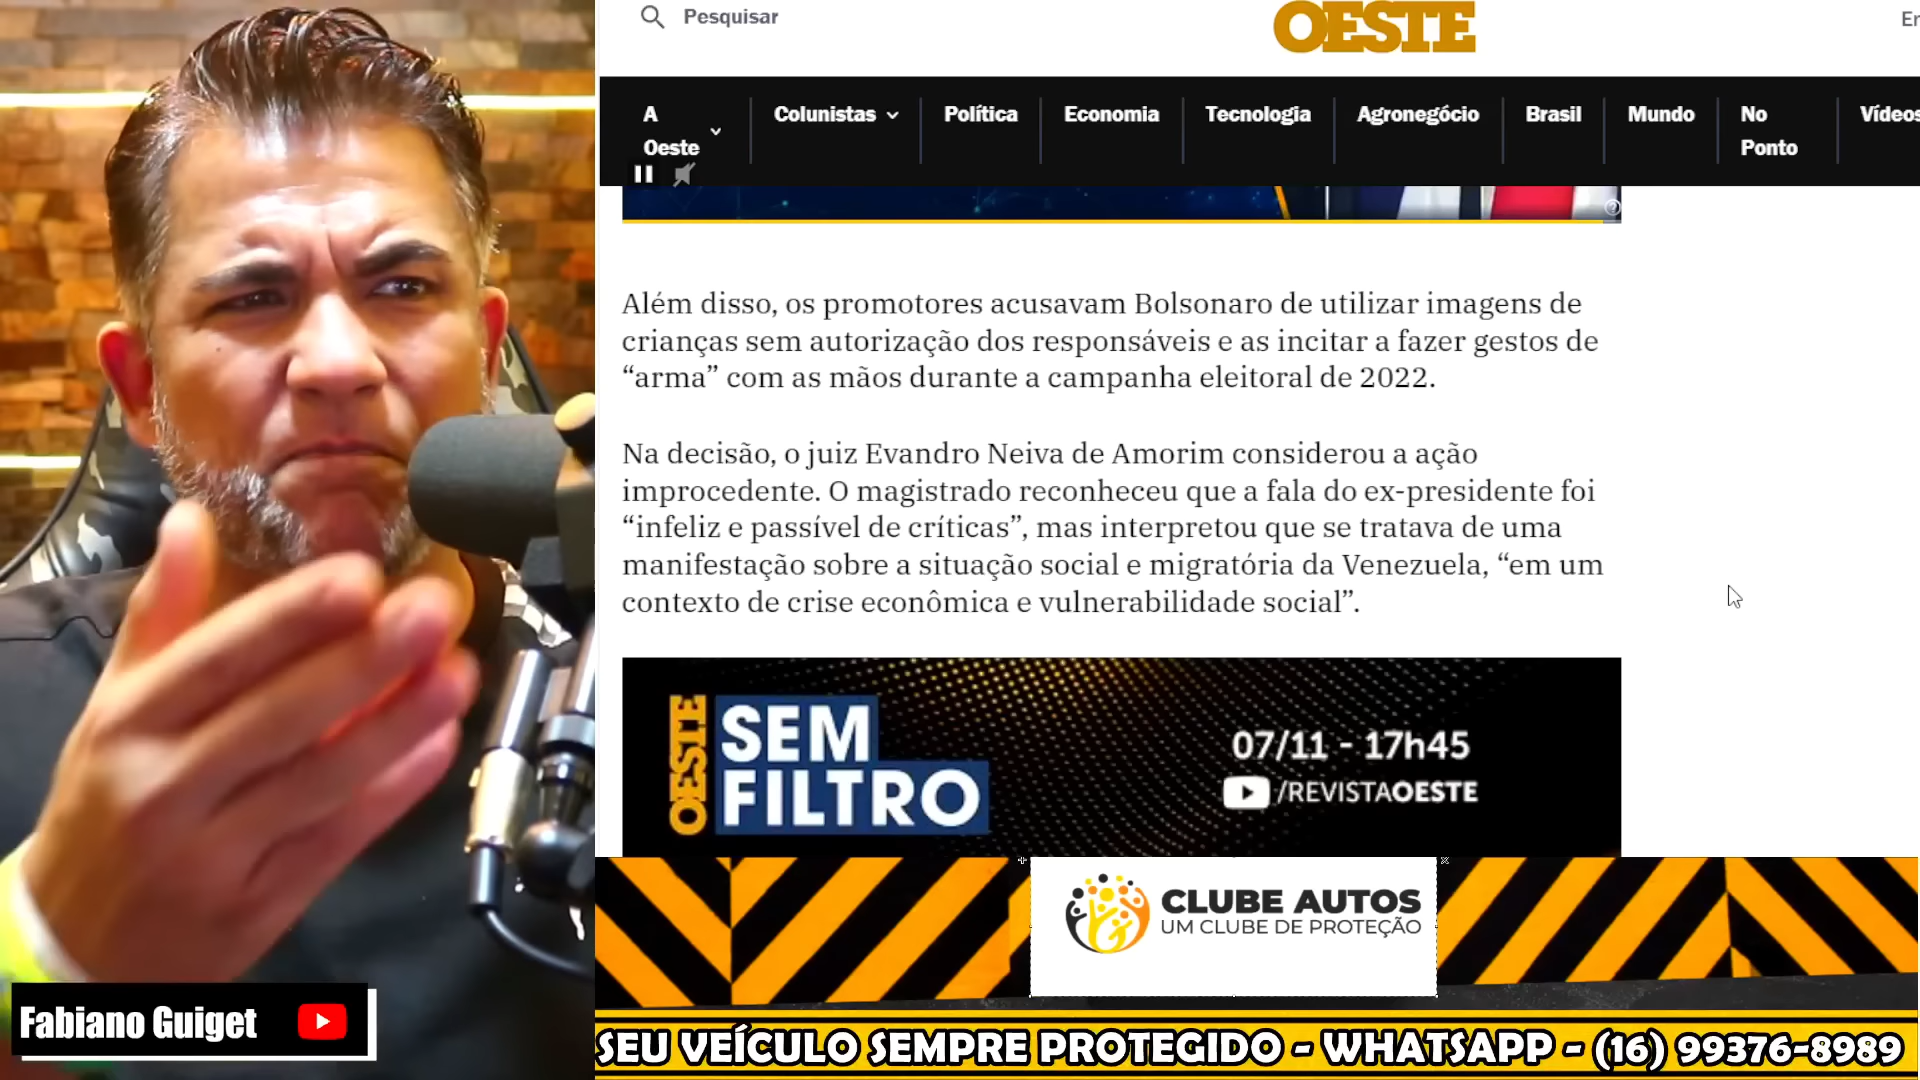 Pesquisar
OESTE
A
Oeste
Colunistas
Política
Economia
Tecnologia
Agronegócio
Brasil
Mundo
No
Ponto
Vídeos
Além disso, os promotores acusavam Bolsonaro de utilizar imagens de
crianças sem autorização dos responsáveis e as incitar a fazer gestos de
“arma” com as mãos durante a campanha eleitoral de 2022.
Na decisão, o juiz Evandro Neiva de Amorim considerou a ação
improcedente. O magistrado reconheceu que a fala do ex-presidente foi
“infeliz e passível de críticas”, mas interpretou que se tratava de uma
manifestação sobre a situação social e migratória da Venezuela, “em um
contexto de crise econômica e vulnerabilidade social”.
OESTE
SEM
FILTRO
07/11 - 17h45
/REVISTAOESTE
CLUBE AUTOS
UM CLUBE DE PROTEÇÃO
Fabiano Guiget
SEU VEÍCULO SEMPRE PROTEGIDO - WHATSAPP - (16) 99376-8989